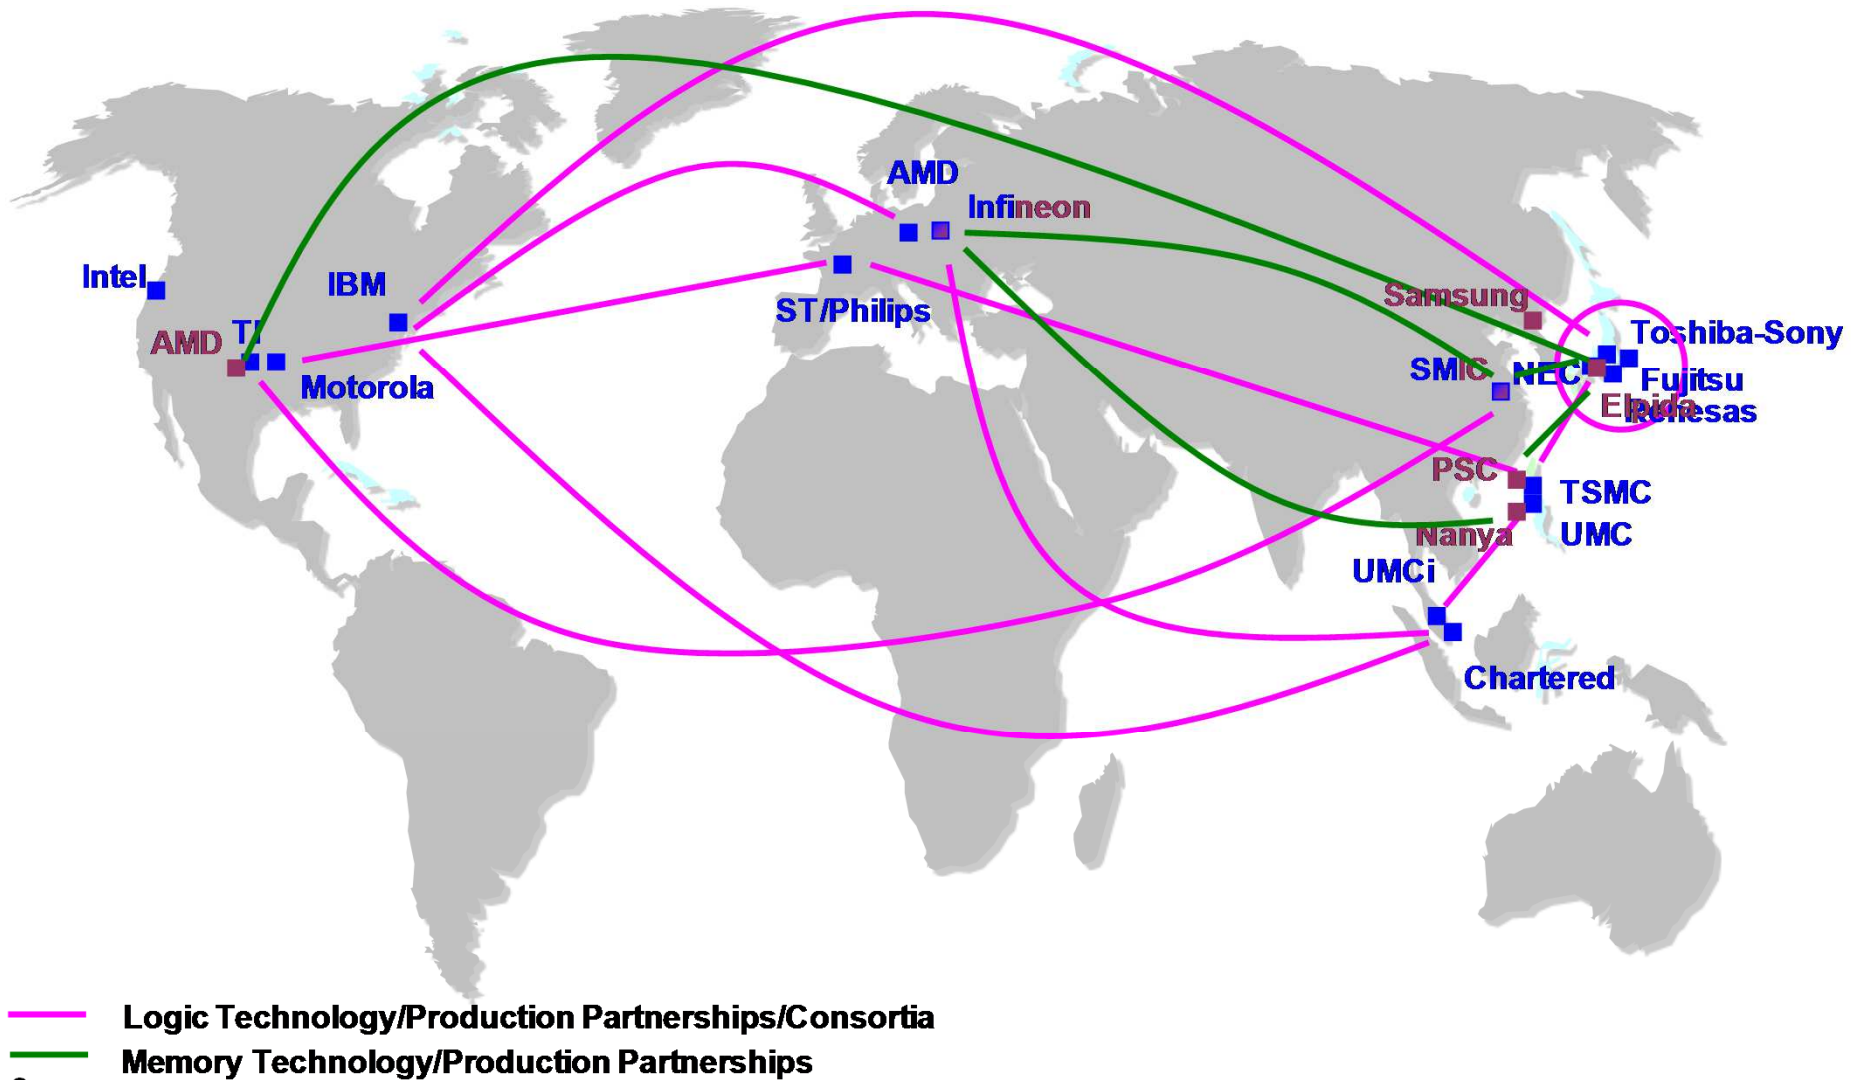 AMD
Infineon
Intel
IBM
Samsung
ST/Philips
TI
AMD
Toshiba-Sony
SMIC
NEC
Motorola
Fujitsu
Elpida
Renesas
PSC
TSMC
Nanya
UMC
UMCi
Chartered
Logic Technology/Production Partnerships/Consortia
Memory Technology/Production Partnerships